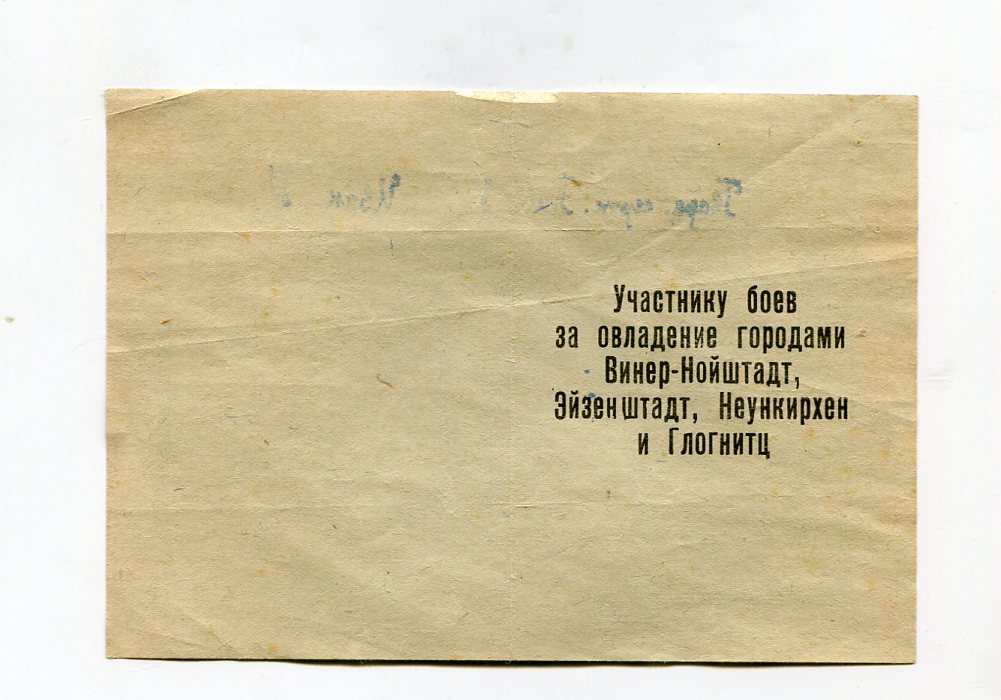 Участнику боев
за овладение городами
Винер-Нойштадт,
Эйзенштадт, Неункирхен
и Глогнитц